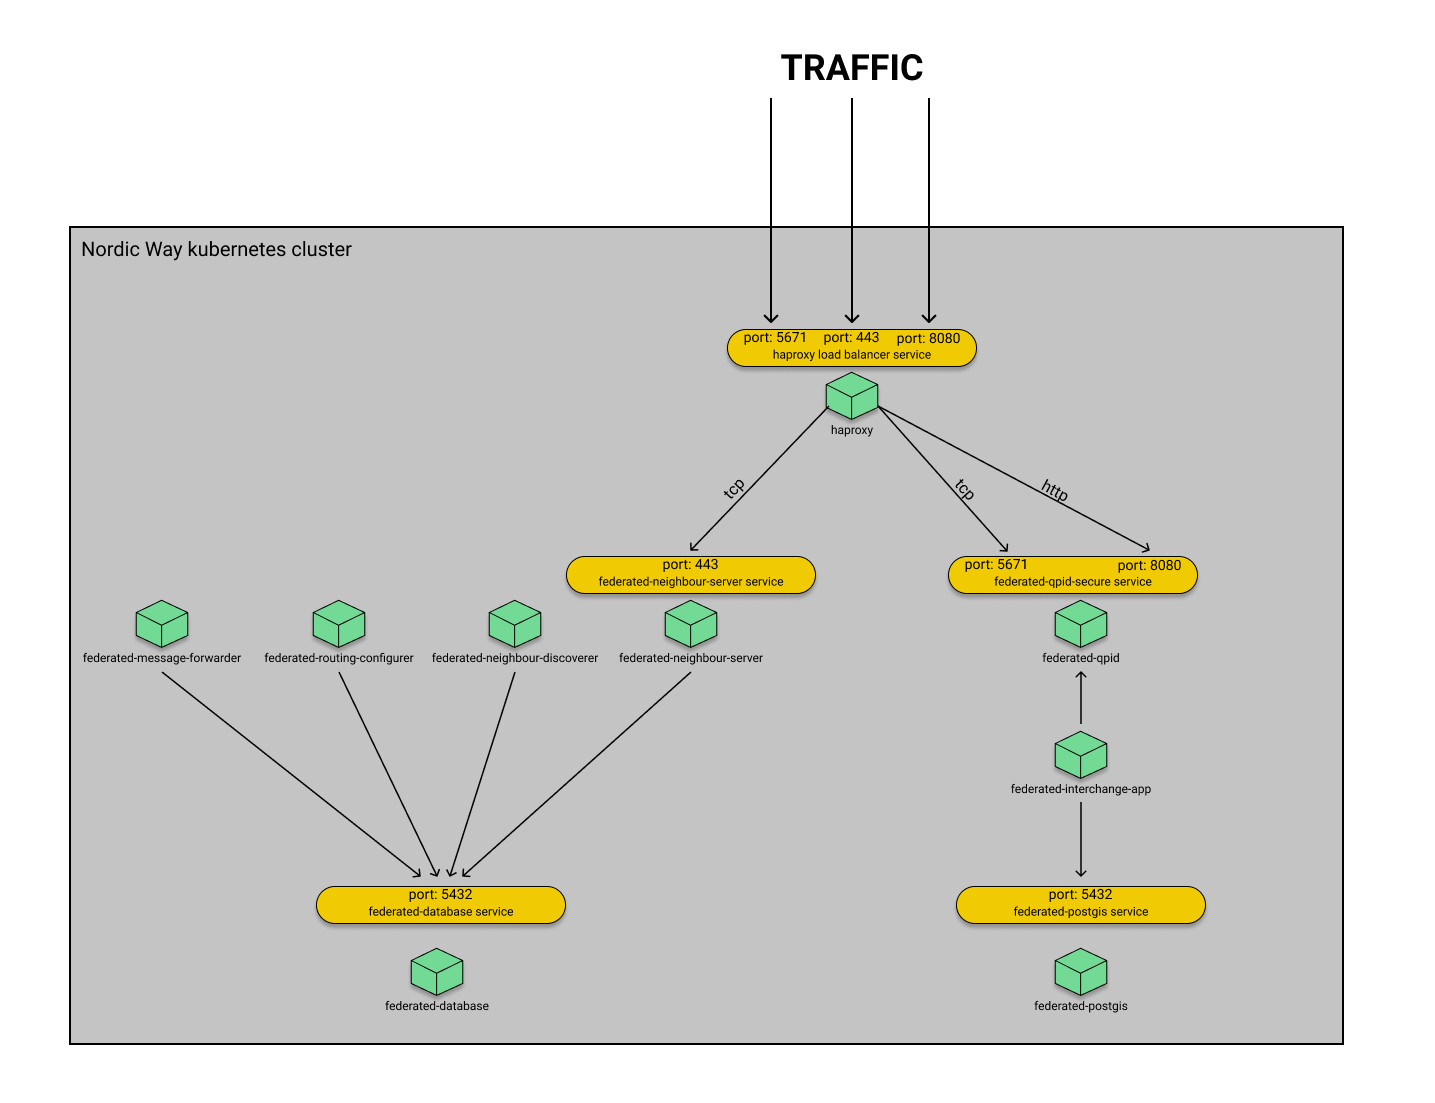 TRAFFIC
Nordic Way kubernetes cluster
port: 5671 port: 443 port: 8080
haproxy load balancer service
haproxy
tcp
tcp
http
port: 443
federated-neighbour-server service
port: 5671 port: 8080
federated-qpid-secure service
federated-message-forwarder
federated-routing-configurer
federated-neighbour-discoverer
federated-neighbour-server
federated-qpid
federated-interchange-app
port: 5432
federated-database service
port: 5432
federated-postgis service
federated-database
federated-postgis